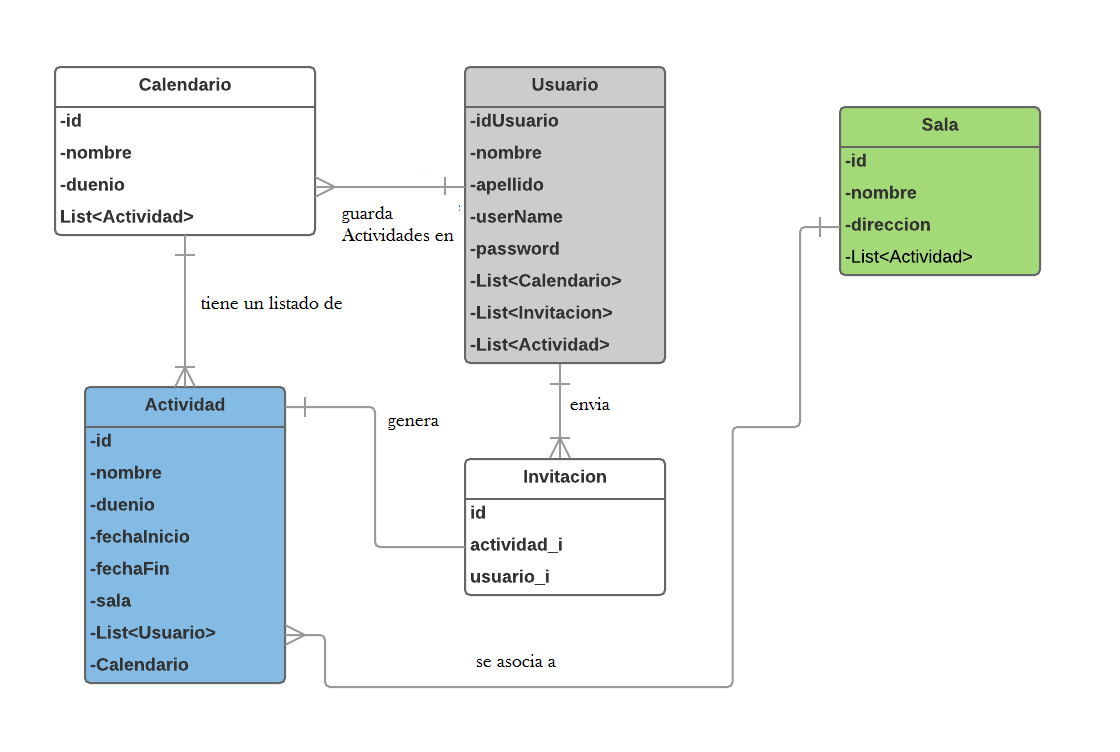 Calendario
-id
-nombre
-duenio
List<Actividad>
Usuario
-idUsuario
-nombre
-apellido
-userName
-password
-List<Calendario>
-List<Invitacion>
-List<Actividad>
Sala
-id
-nombre
-direccion
-List<Actividad>
guarda
Actividades en
tiene un listado de
envia
genera
Actividad
-id
-nombre
-duenio
-fechaInicio
-fechaFin
-sala
-List<Usuario>
-Calendario
Invitacion
id
actividad_i
usuario_i
se asocia a